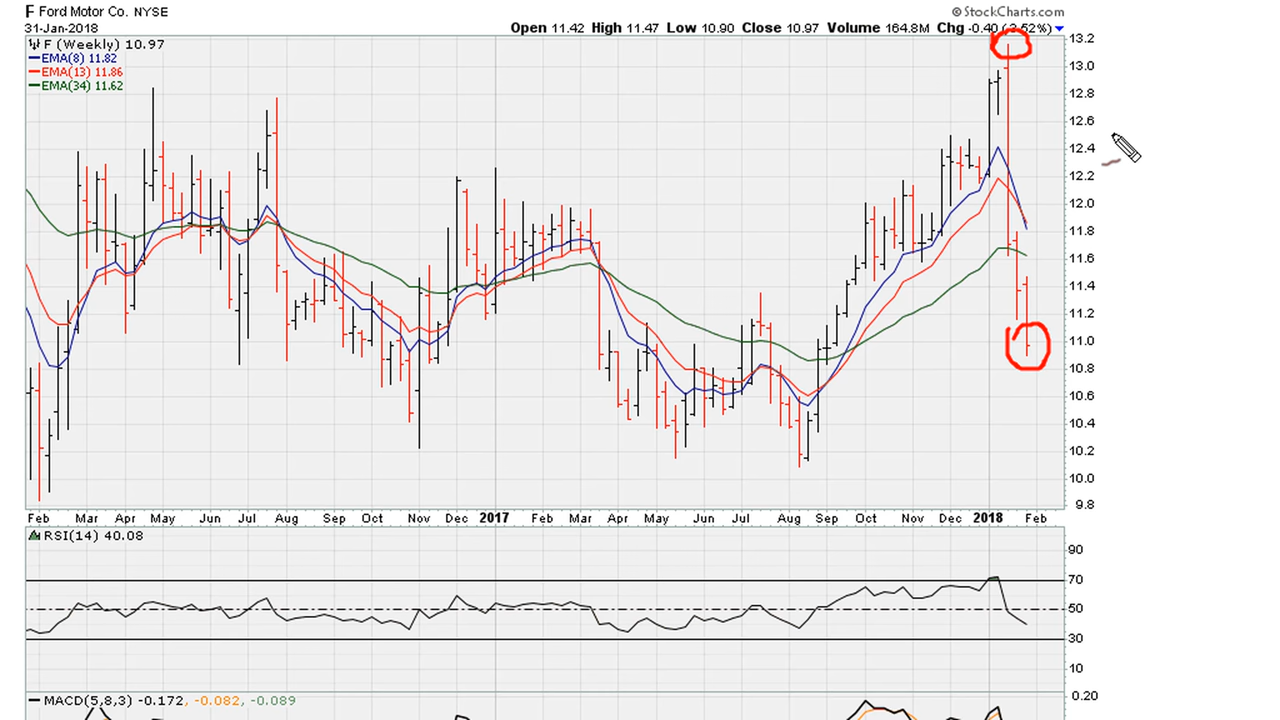 F Ford Motor Co. NYSE
© StockCharts.com
31-Jan-2018
Open 11.42 High 11.47 Low 10.90 Close 10.97 Volume 164.8M Chg -0.40 (-3.52%)
F (Weekly) 10.97
EMA(8) 11.82
EMA(13) 11.86
EMA(34) 11.62
13.2
13.0
12.8
12.6
12.4
12.2
12.0
11.8
11.6
11.4
11.2
11.0
10.8
10.6
10.4
10.2
10.0
9.8
Feb Mar Apr May Jun Jul Aug Sep Oct Nov Dec 2017 Feb Mar Apr May Jun Jul Aug Sep Oct Nov Dec 2018 Feb
RSI(14) 40.08
90
70
50
30
10
MACD(5,8,3) -0.172, -0.082, -0.089
0.20